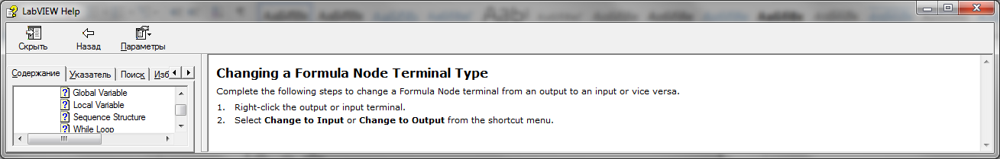 LabVIEW Help
Скрыть Назад Параметры
Содержание Указатель Поиск Изб
Global Variable
Local Variable
Sequence Structure
While Loop
Changing a Formula Node Terminal Type
Complete the following steps to change a Formula Node terminal from an output to an input or vice versa.
1. Right-click the output or input terminal.
2. Select Change to Input or Change to Output from the shortcut menu.